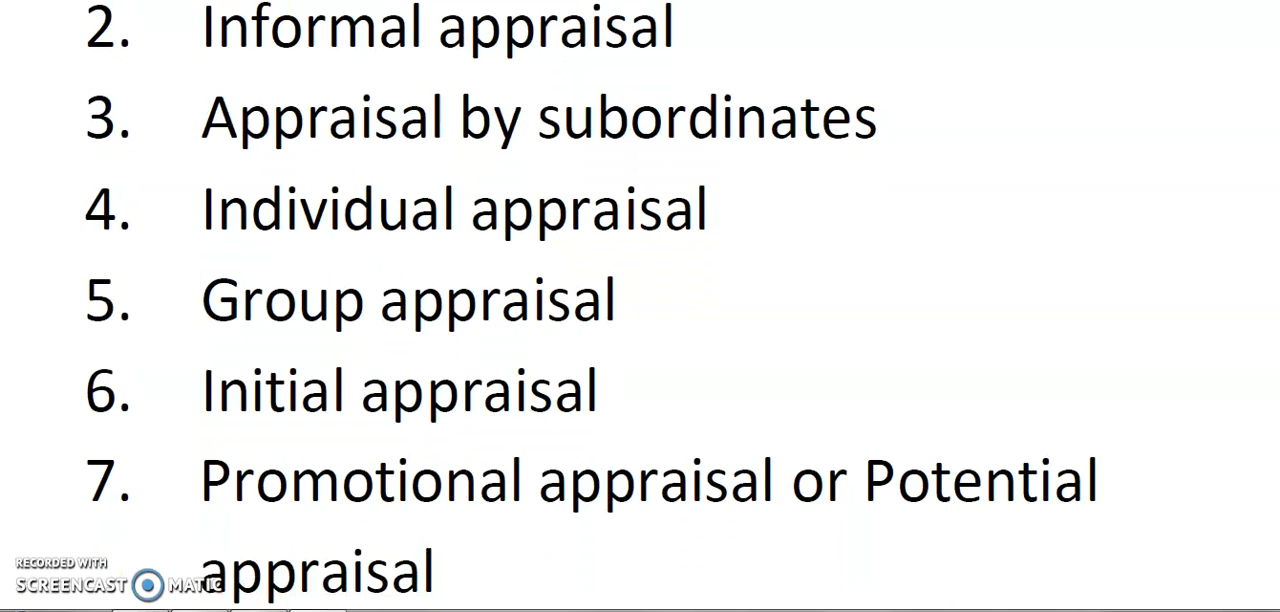 2. Informal appraisal
3. Appraisal by subordinates
4. Individual appraisal
5. Group appraisal
6. Initial appraisal
7. Promotional appraisal or Potential
appraisal
RECORDED WITH
SCREENCAST MATIC